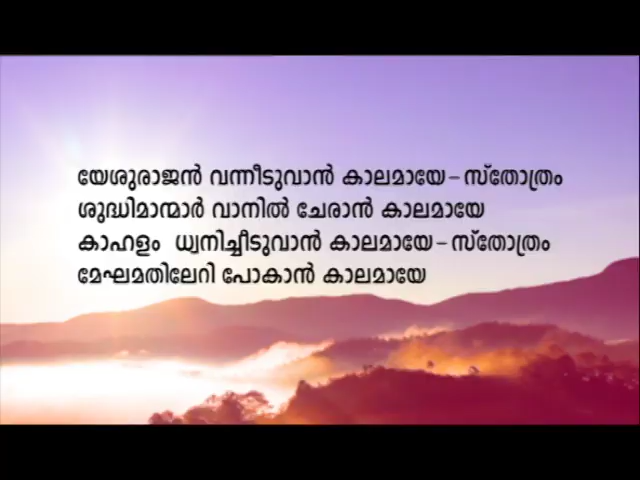 യേശുരാജൻ വന്നീടുവാൻ കാലമായേ - സ്തോത്രം
ശുദ്ധിമാന്മാർ വാനിൽ ചേരാൻ കാലമായേ
കാഹളം ധ്വനിച്ചീടുവാൻ കാലമായേ - സ്തോത്രം
മേഘമതിലേറി പോകാൻ കാലമായേ